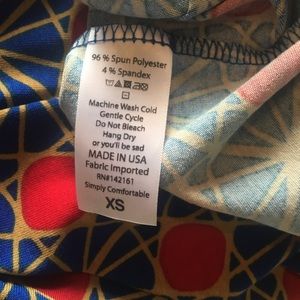 96 % Spun Polyester
4 % Spandex
Machine Wash Cold
Gentle Cycle
Do Not Bleach
Hang Dry
or you'll be sad
MADE IN USA
Fabric Imported
RN#142161
Simply Comfortable
XS